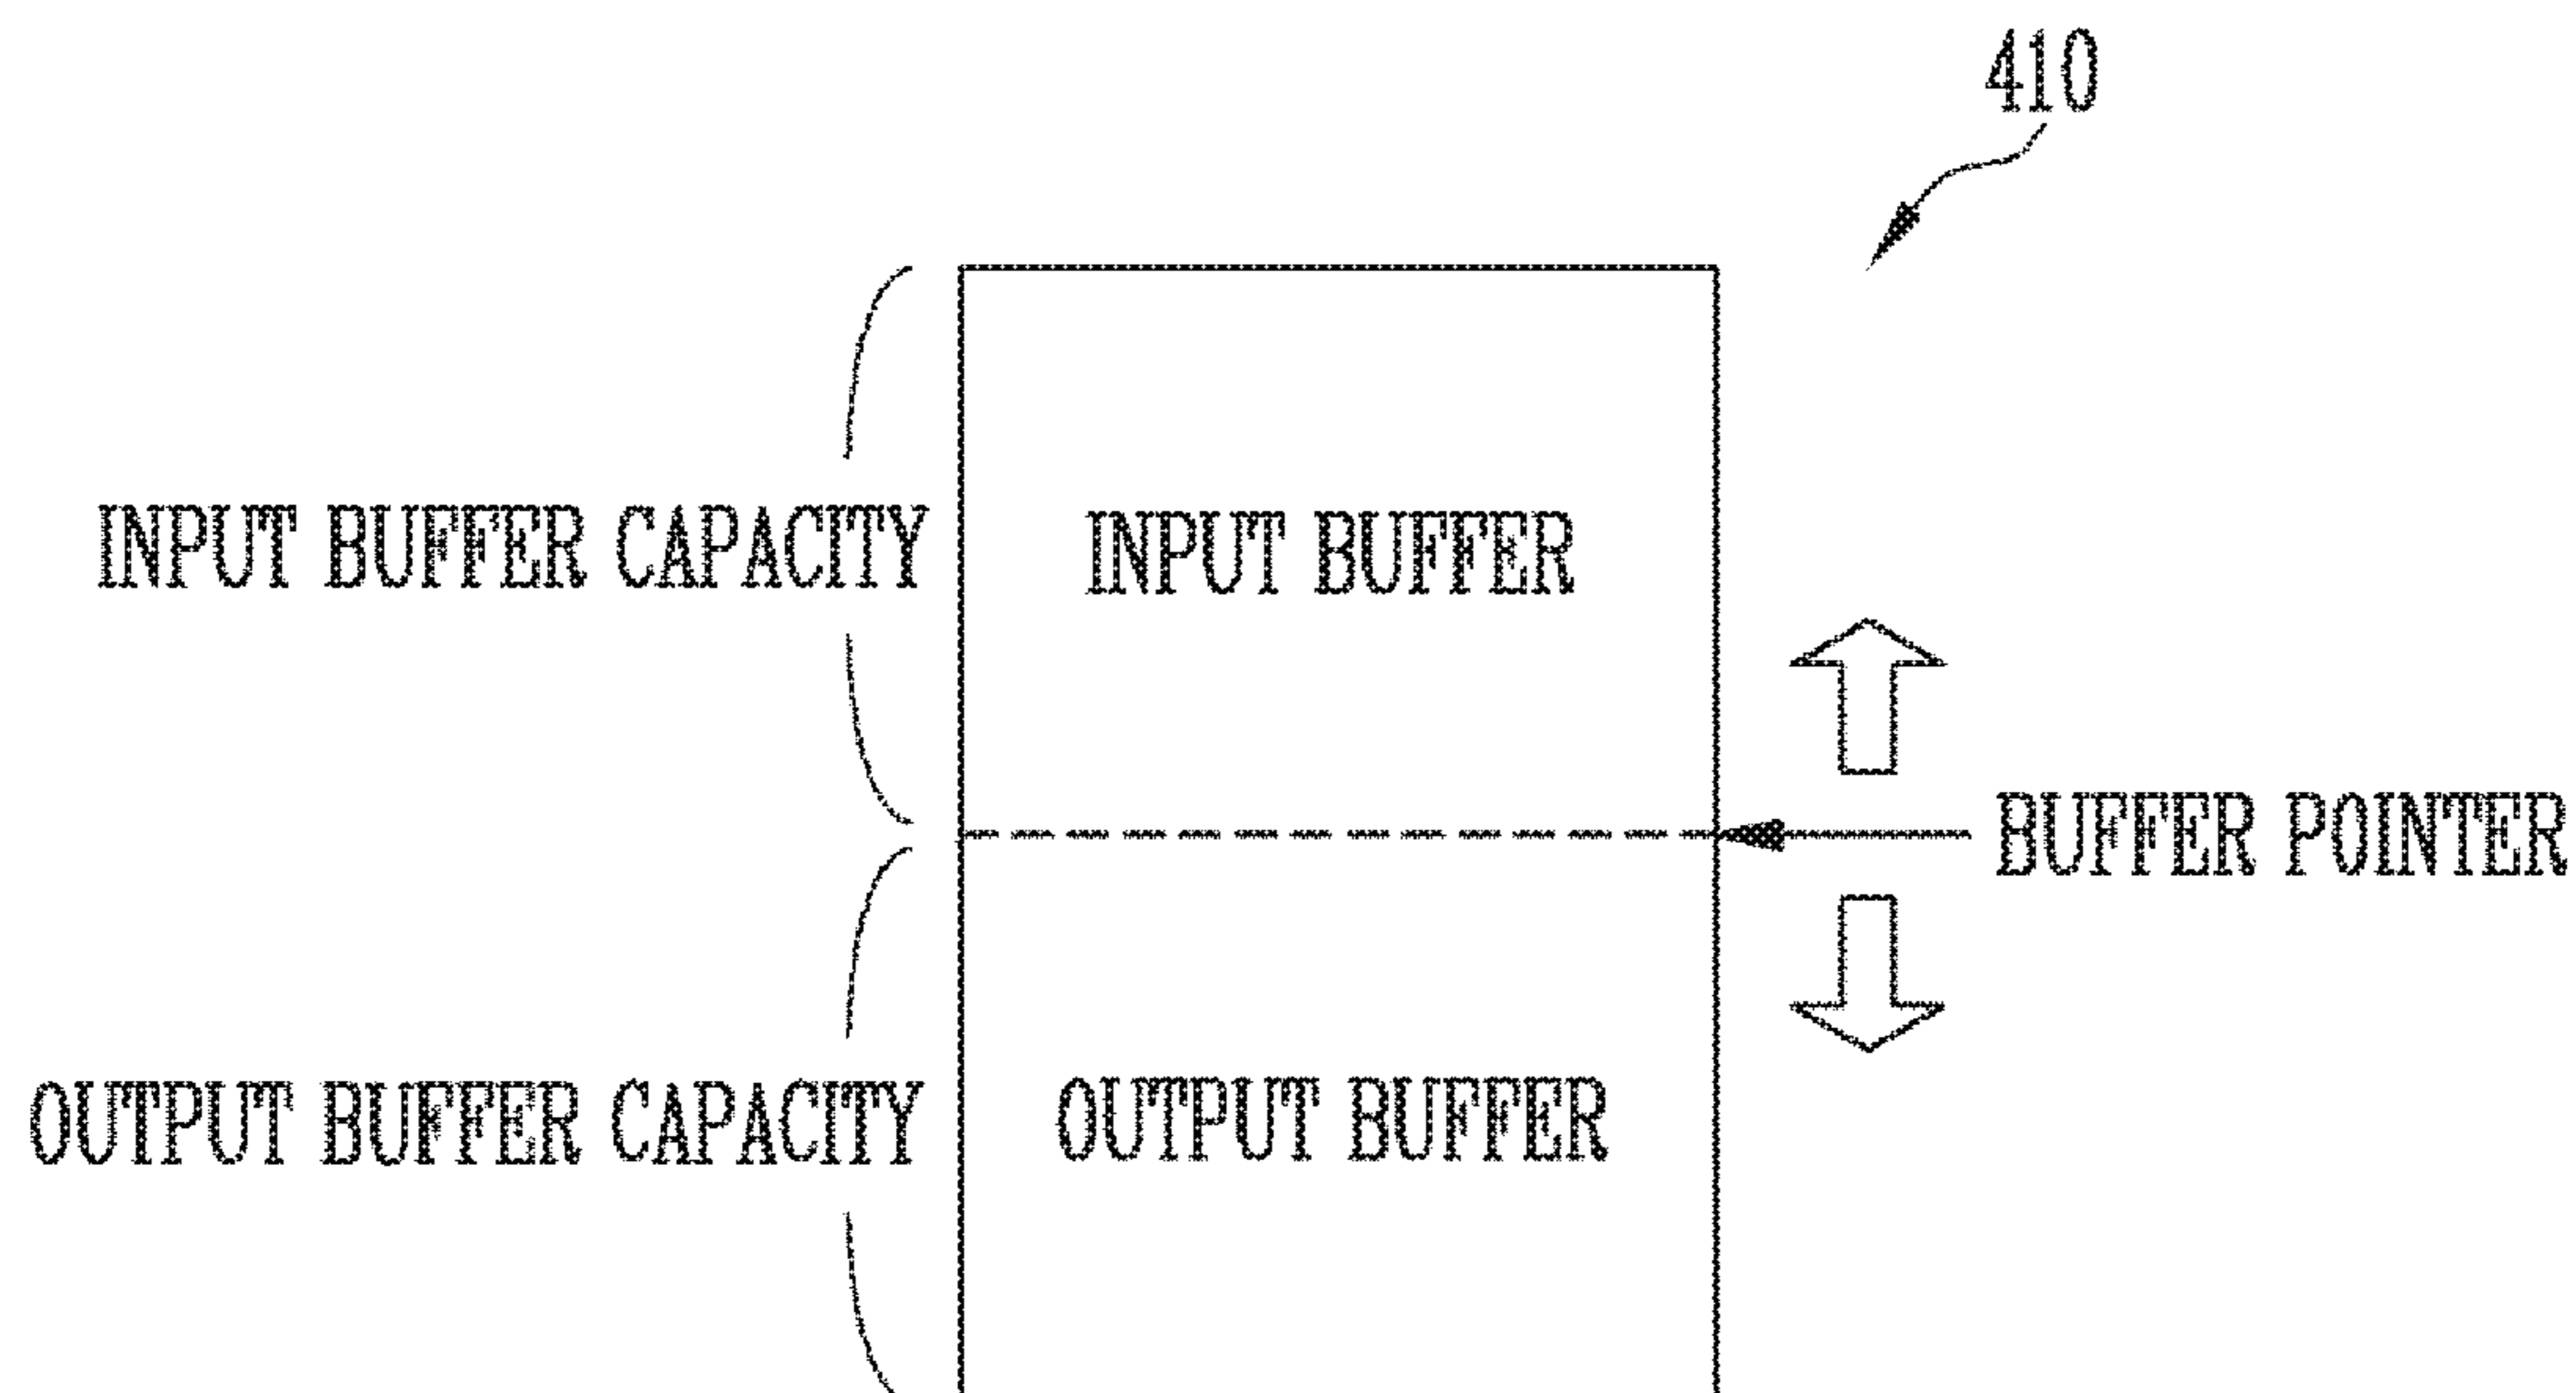 410
INPUT BUFFER CAPACITY
INPUT BUFFER
BUFFER POINTER
OUTPUT BUFFER CAPACITY
OUTPUT BUFFER